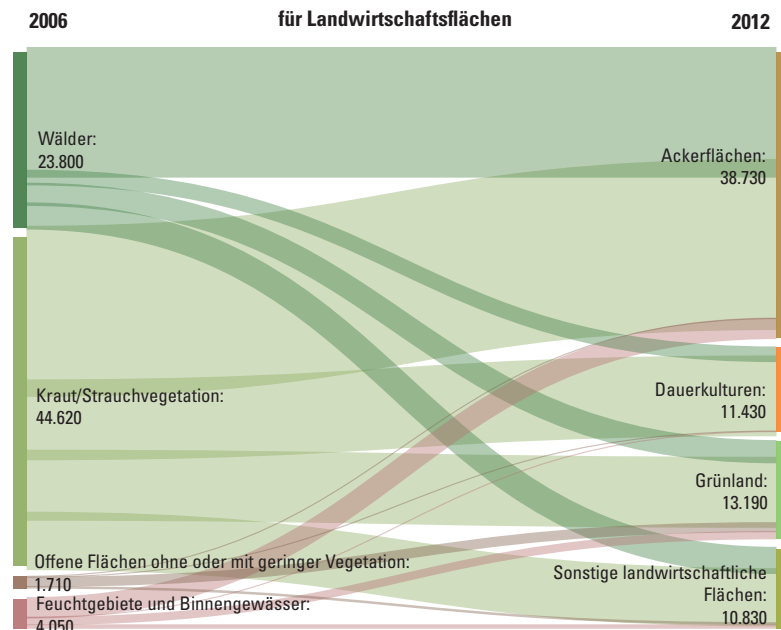 2006 für Landwirtschaftsflächen 2012
Wälder:
23.800
Ackerflächen:
38.730
Kraut/Strauchvegetation:
44.620
Dauerkulturen:
11.430
Grünland:
13.190
Offene Flächen ohne oder mit geringer Vegetation:
1.710
Sonstige landwirtschaftliche
Flächen:
10.830
Feuchtgebiete und Binnengewässer:
4.050